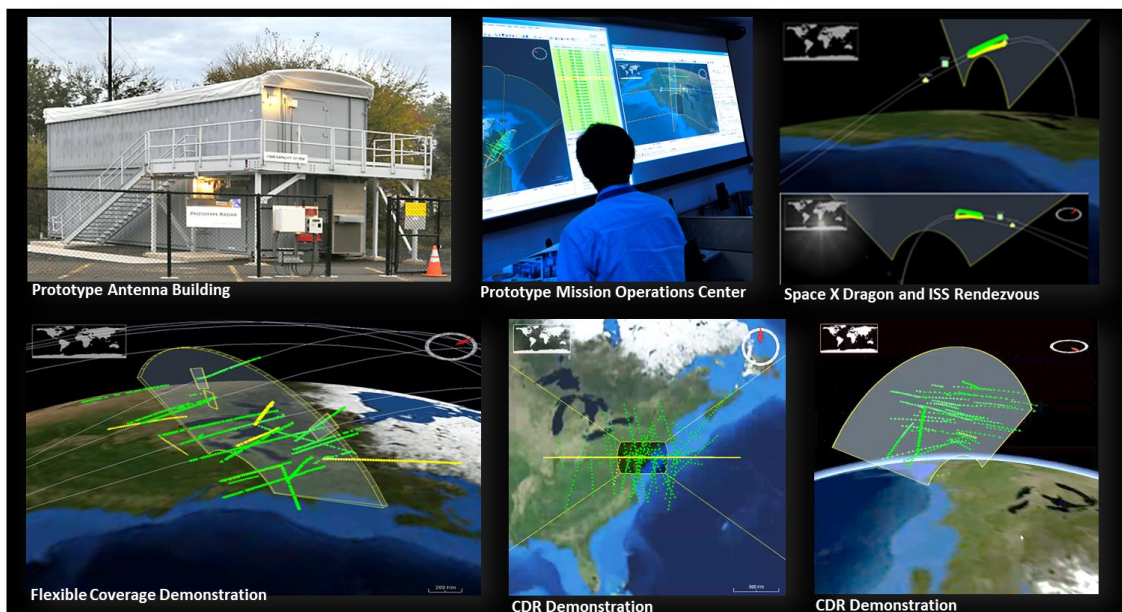 PROTOTYPE RADAR
Prototype Antenna Building
Prototype Mission Operations Center
Space X Dragon and ISS Rendezvous
200 Km
Flexible Coverage Demonstration
500 Km
CDR Demonstration
CDR Demonstration